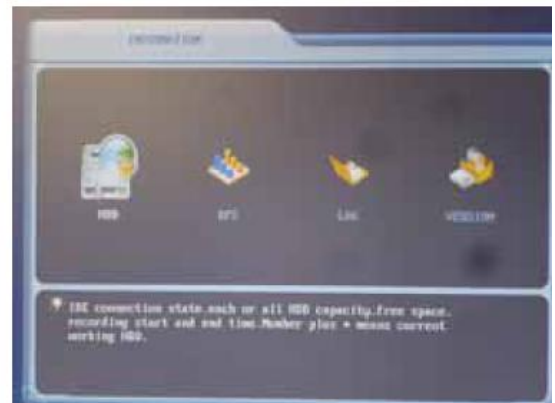 INFORMATION
HDD BPS LOG VERSION
IDE connection state.each or all HDD capacity.free space.
recording start and end time.Number plus * means current
working HDD.